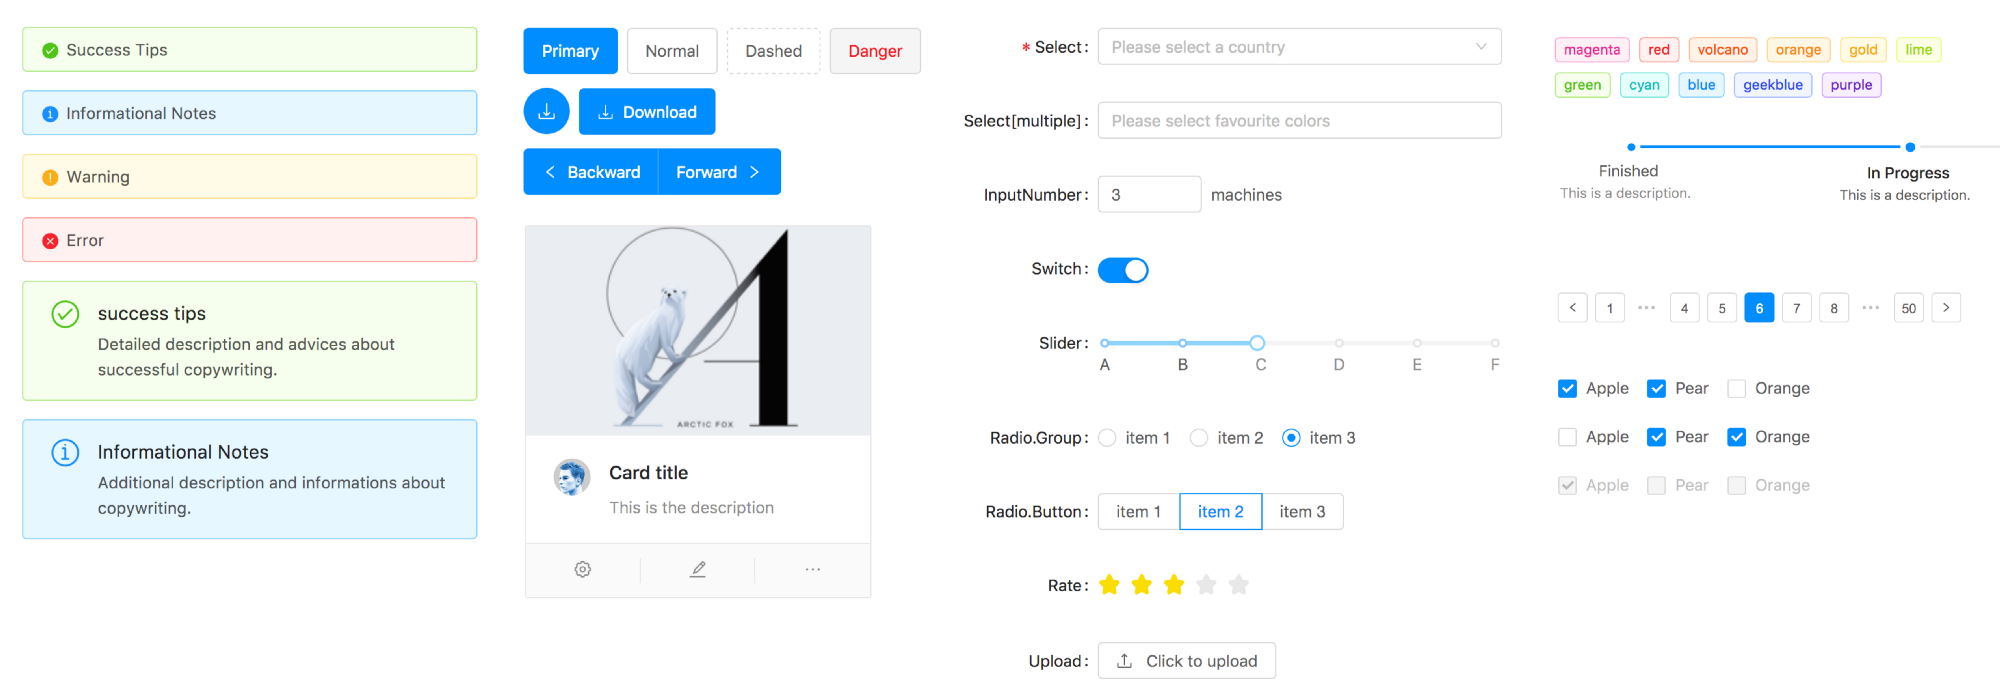 Success Tips
Informational Notes
Warning
Error
success tips
Detailed description and advices about
successful copywriting.
Informational Notes
Additional description and informations about
copywriting.
Primary Normal Dashed Danger
Download
Backward Forward
ARCTIC FOX
Card title
This is the description
* Select: Please select a country
Select[multiple]: Please select favourite colors
InputNumber: 3 machines
Switch:
Slider:
A B C D E F
Radio.Group: item 1 item 2 item 3
Radio.Button: item 1 item 2 item 3
Rate:
Upload: Click to upload
magenta red volcano orange gold lime
green cyan blue geekblue purple
Finished In Progress
This is a description. This is a description.
< 1 ··· 4 5 6 7 8 ··· 50 >
Apple Pear Orange
Apple Pear Orange
Apple Pear Orange